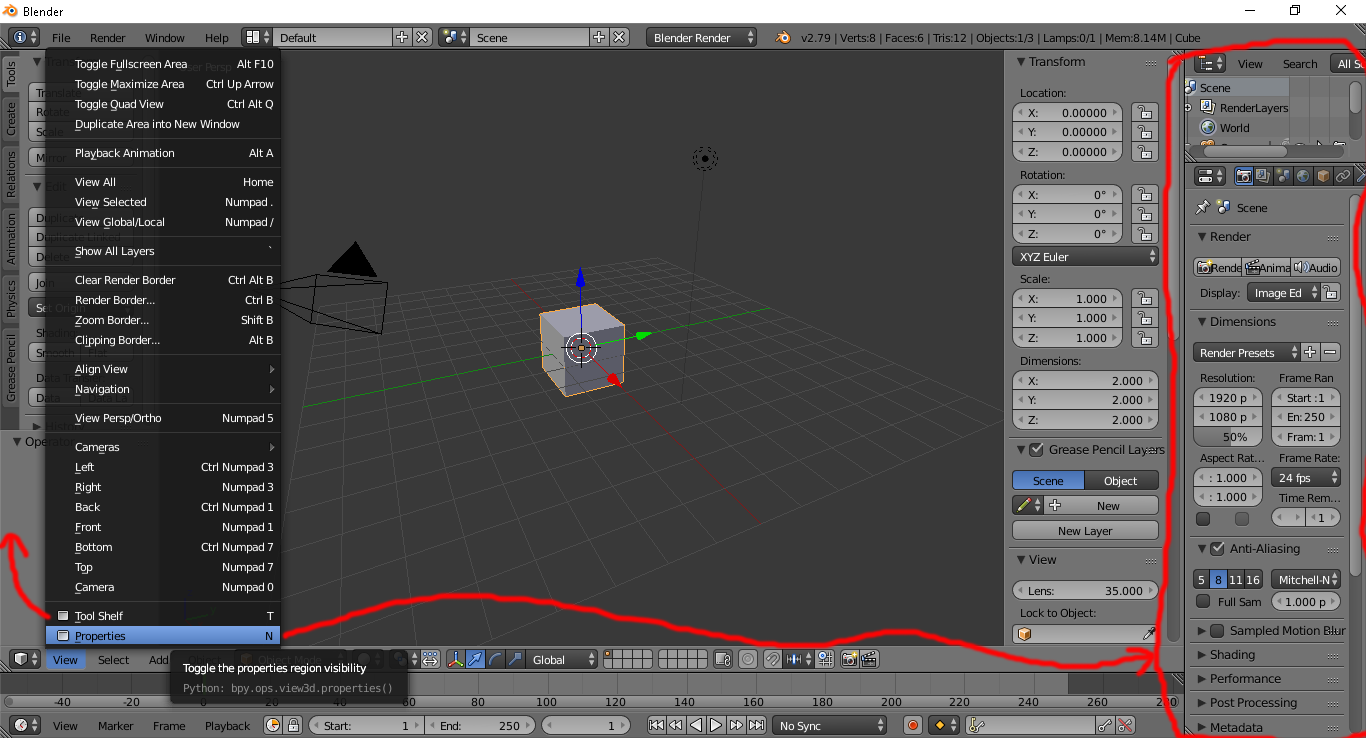 Blender
File Render Window Help Default Scene Blender Render v2.79 | Verts:8 | Faces:6 | Tris:12 | Objects:1/3 | Lamps:0/1 | Mem:8.14M | Cube
Tools
Create
Relations
Animation
Physics
Grease Pencil
Translate
Rotate
Scale
Mirror
Edit
Delete
Join
Toggle Fullscreen Area Alt F10
Toggle Maximize Area Ctrl Up Arrow
Toggle Quad View Ctrl Alt Q
Duplicate Area into New Window
Playback Animation Alt A
View All Home
View Selected Numpad .
View Global/Local Numpad /
Show All Layers `
Clear Render Border Ctrl Alt B
Render Border... Ctrl B
Zoom Border... Shift B
Clipping Border... Alt B
Align View
Navigation
View Persp/Ortho Numpad 5
Cameras
Left Ctrl Numpad 3
Right Numpad 3
Back Ctrl Numpad 1
Front Numpad 1
Bottom Ctrl Numpad 7
Top Numpad 7
Camera Numpad 0
Tool Shelf T
Properties N
Toggle the properties region visibility
Python: bpy.ops.view3d.properties()
Transform
Location:
X: 0.00000
Y: 0.00000
Z: 0.00000
Rotation:
X: 0°
Y: 0°
Z: 0°
XYZ Euler
Scale:
X: 1.000
Y: 1.000
Z: 1.000
Dimensions:
X: 2.000
Y: 2.000
Z: 2.000
Grease Pencil Layers
Scene Object
New
New Layer
View
Lens: 35.000
Lock to Object:
View Search All Sc
Scene
RenderLayers
World
Scene
Render
Rende Anima Audio
Display: Image Ed
Dimensions
Render Presets
Resolution: Frame Ran
1920 p Start :1
1080 p En: 250
50% Fram: 1
Aspect Rat... Frame Rate:
: 1.000 24 fps
: 1.000 Time Rem...
1
Anti-Aliasing
5 8 11 16 Mitchell-N
Full Sam 1.000 p
Sampled Motion Blur
Shading
Performance
Post Processing
Metadata
View Select Add Global
-40 -20 0 20 40 60 80 100 120 140 160 180 200 220 240 260 280
View Marker Frame Playback Start: 1 End: 250 1 No Sync